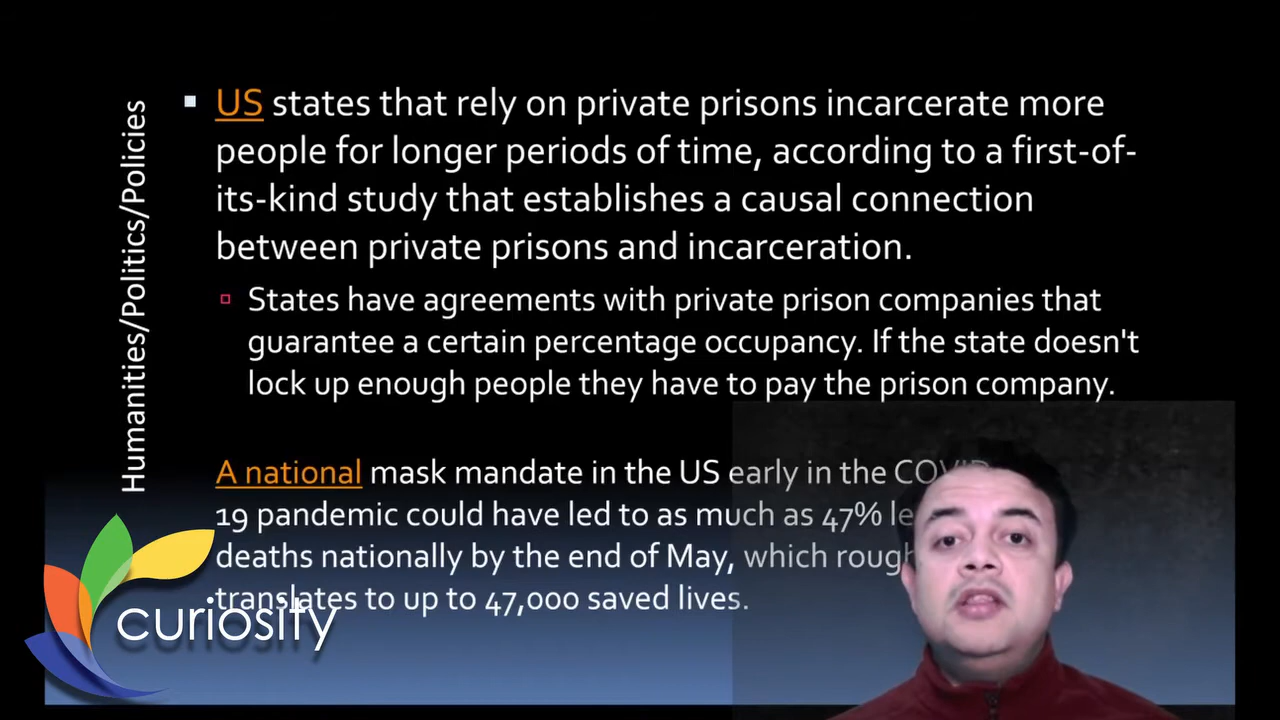 Humanities/Politics/Policies
US states that rely on private prisons incarcerate more
people for longer periods of time, according to a first-of-
its-kind study that establishes a causal connection
between private prisons and incarceration.
States have agreements with private prison companies that
guarantee a certain percentage occupancy. If the state doesn't
lock up enough people they have to pay the prison company.
A national mask mandate in the US early in the COVID
19 pandemic could have led to as much as 47%
deaths nationally by the end of May, which
translates to up to 47,000 saved lives.
curiosity